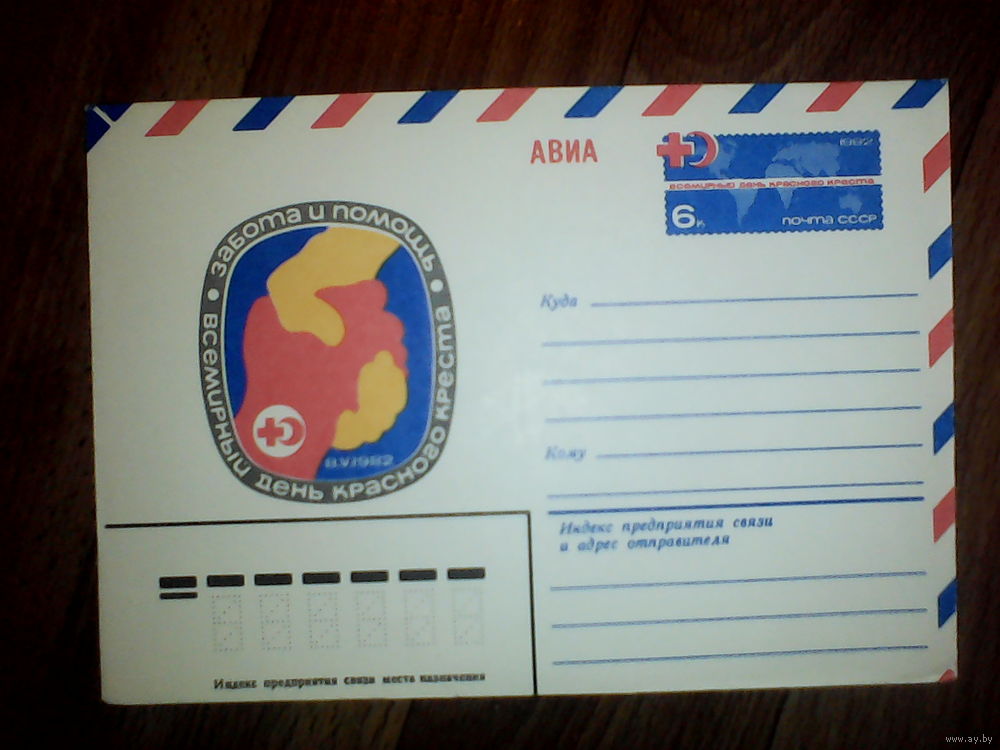 АВИА
1982
ВСЕМИРНЫЙ ДЕНЬ КРАСНОГО КРЕСТА
6к
ПОЧТА СССР
ЗАБОТА И ПОМОЩЬ •
ВСЕМИРНЫЙ ДЕНЬ КРАСНОГО КРЕСТА •
8.V.1982
Куда
Кому
Индекс предприятия связи
и адрес отправителя
Индекс предприятия связи места назначения
www.ay.by